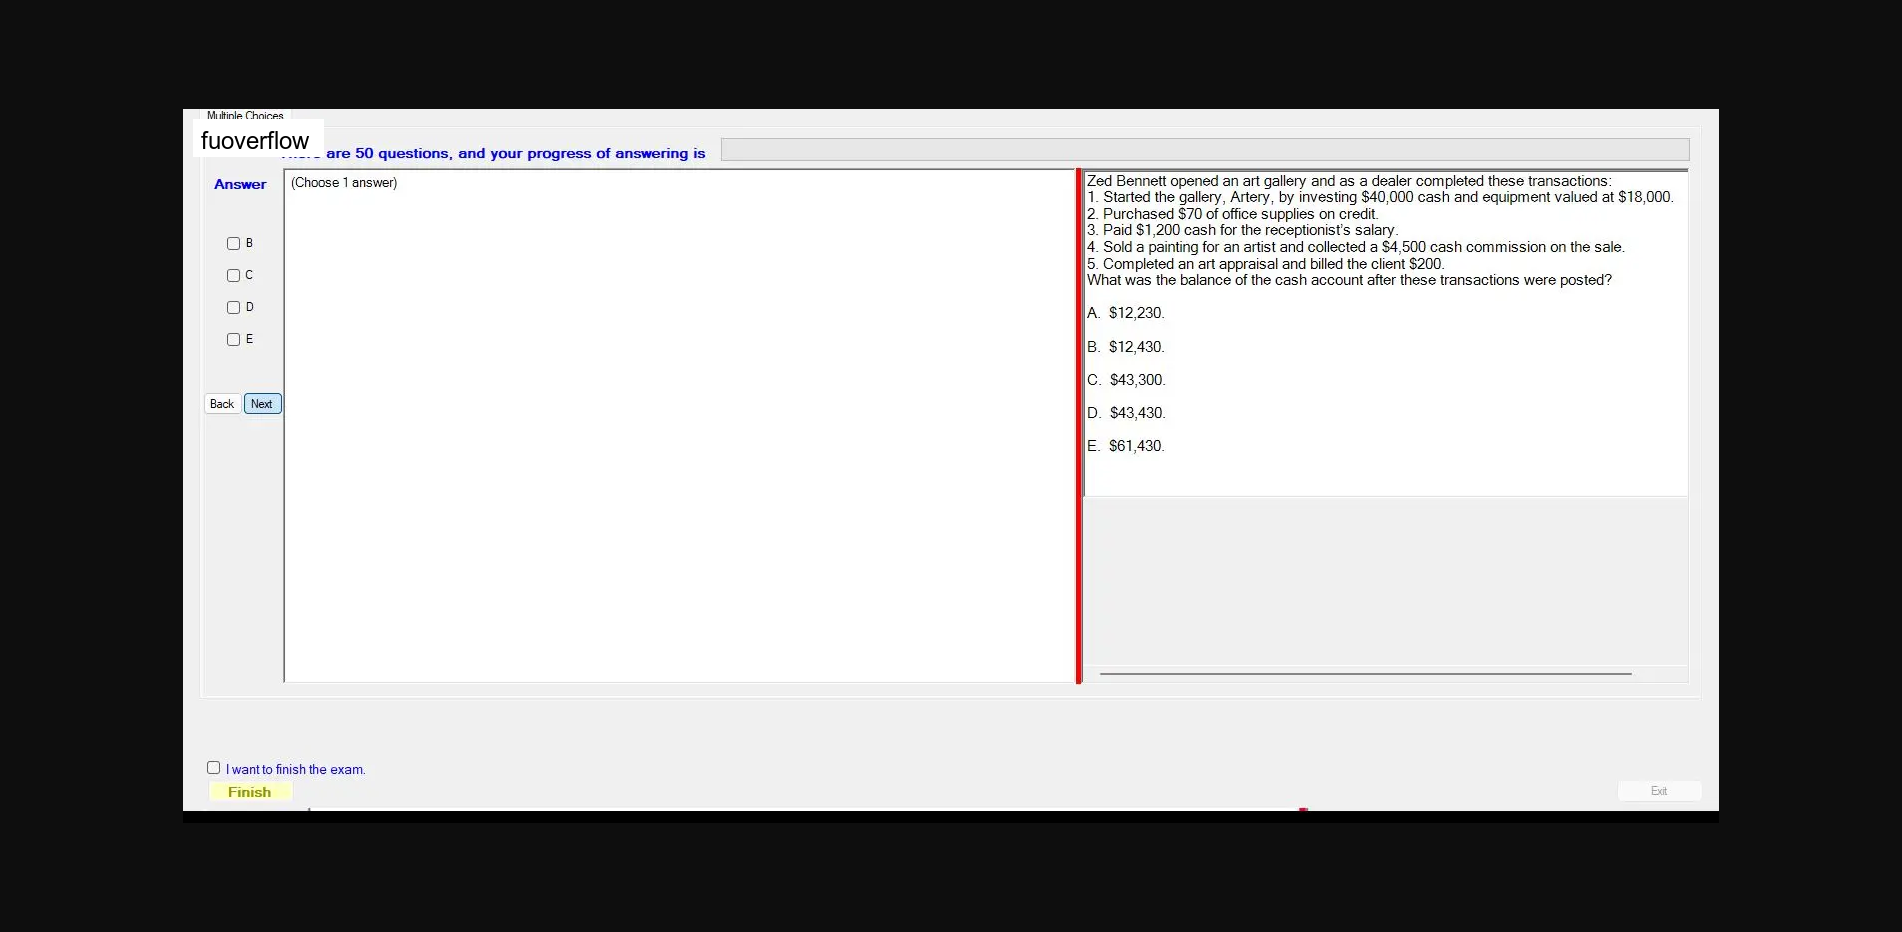 Multiple Choices
fuoverflow
are 50 questions, and your progress of answering is
Answer
(Choose 1 answer)
B
C
D
E
Back
Next
Zed Bennett opened an art gallery and as a dealer completed these transactions:
1. Started the gallery, Artery, by investing $40,000 cash and equipment valued at $18,000.
2. Purchased $70 of office supplies on credit.
3. Paid $1,200 cash for the receptionist's salary.
4. Sold a painting for an artist and collected a $4,500 cash commission on the sale.
5. Completed an art appraisal and billed the client $200.
What was the balance of the cash account after these transactions were posted?
A. $12,230.
B. $12,430.
C. $43,300.
D. $43,430.
E. $61,430.
I want to finish the exam.
Finish
Exit